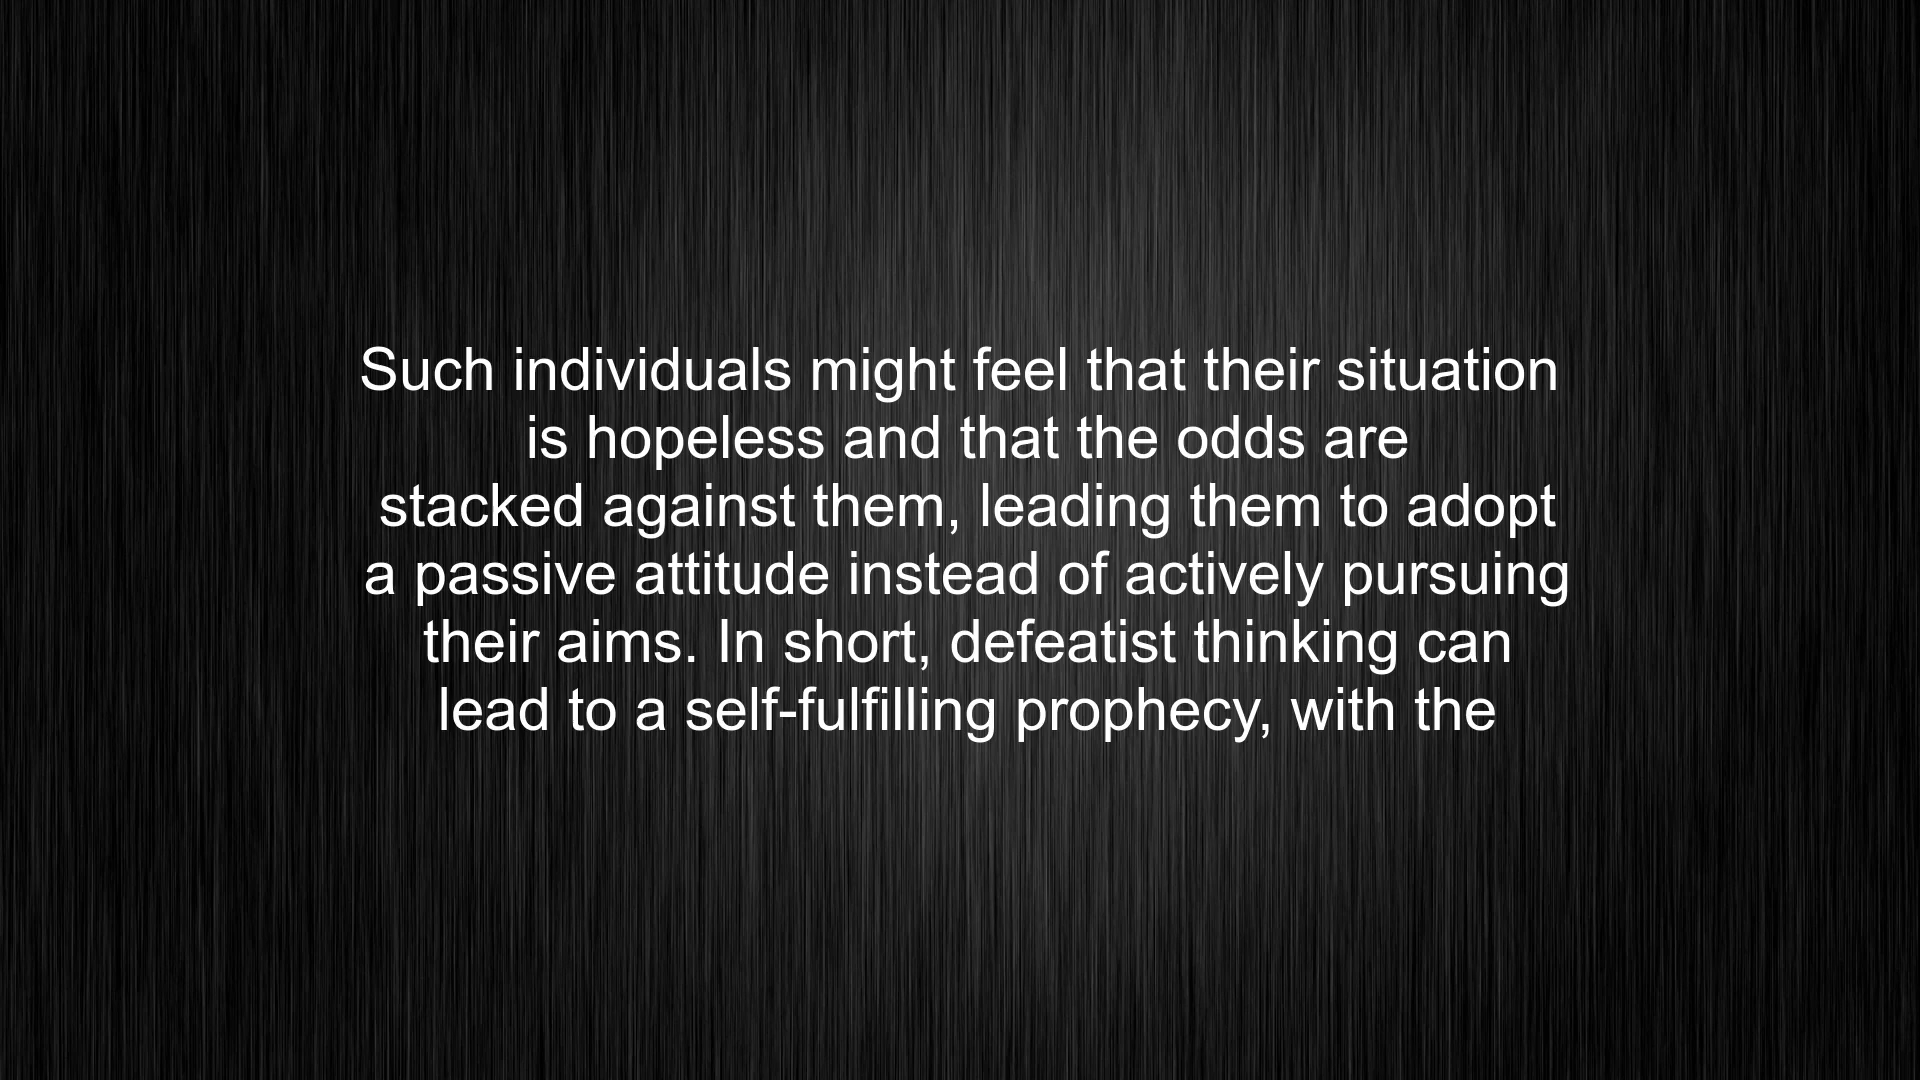 Such individuals might feel that their situation
is hopeless and that the odds are
stacked against them, leading them to adopt
a passive attitude instead of actively pursuing
their aims. In short, defeatist thinking can
lead to a self-fulfilling prophecy, with the